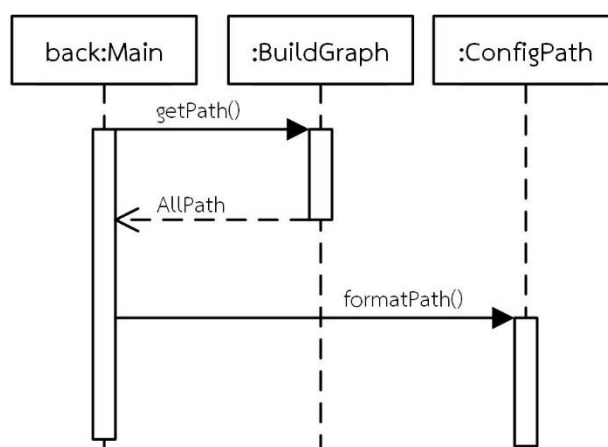 back:Main
:BuildGraph
:ConfigPath
getPath()
AllPath
formatPath()